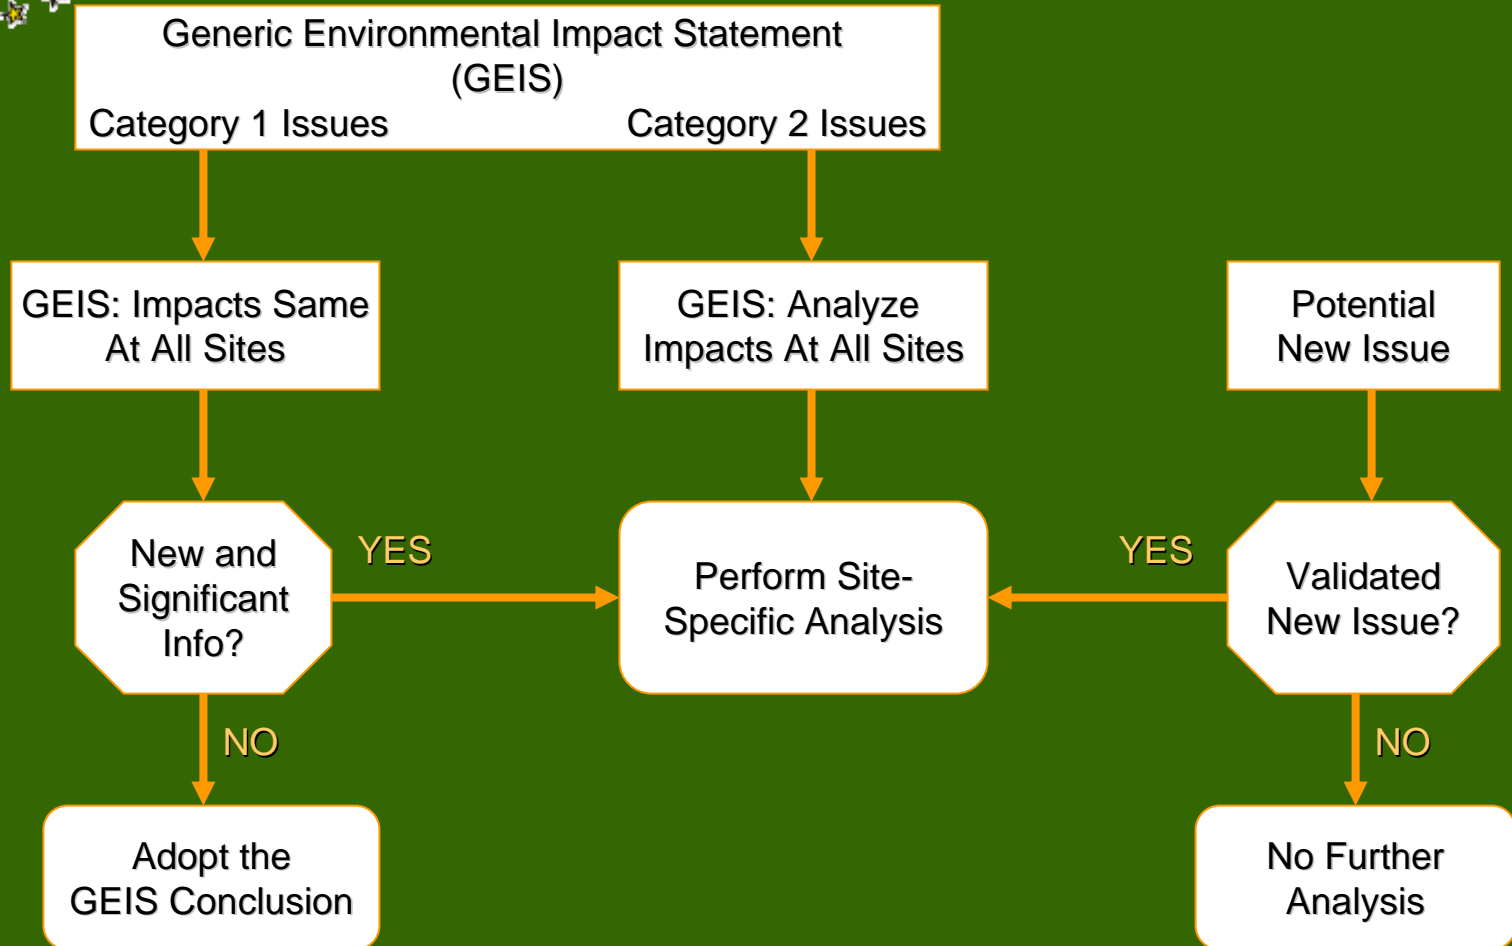 Generic Environmental Impact Statement
(GEIS)
Category 1 Issues
Category 2 Issues
GEIS: Impacts Same
At All Sites
GEIS: Analyze
Impacts At All Sites
Potential
New Issue
New and
Significant
Info?
YES
Perform Site-
Specific Analysis
YES
Validated
New Issue?
NO
NO
Adopt the
GEIS Conclusion
No Further
Analysis